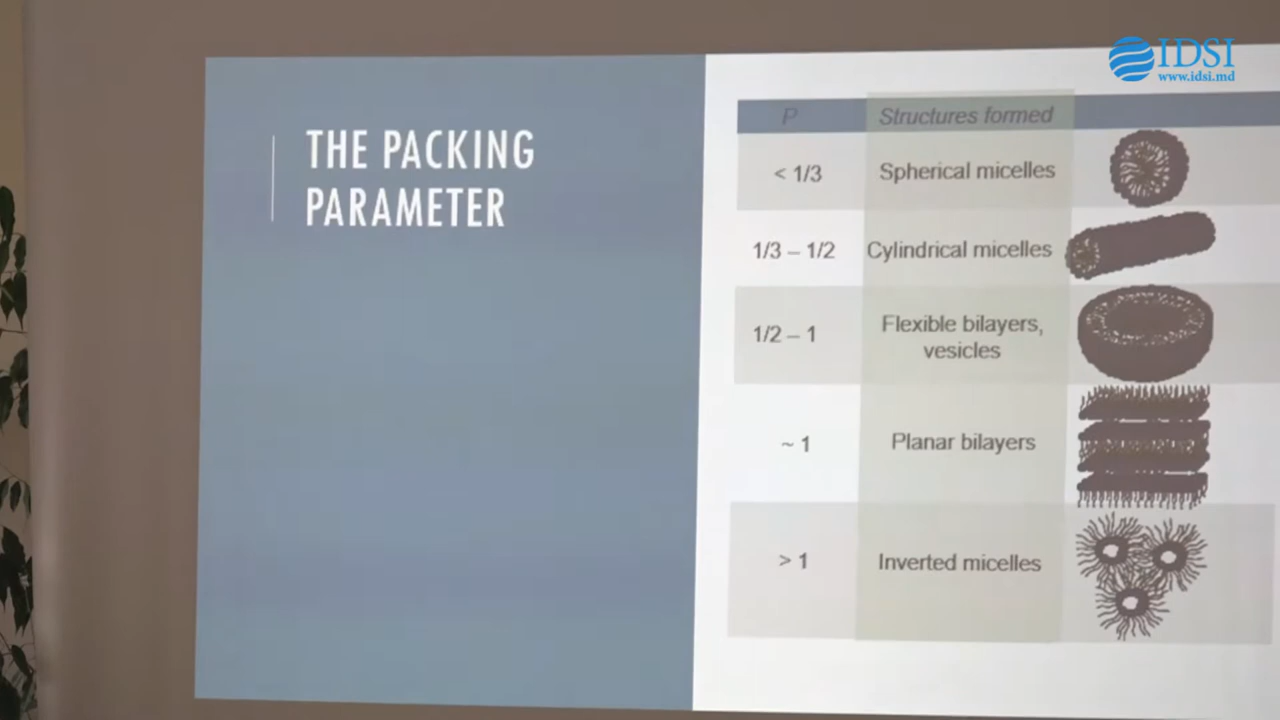 IDSI
www.idsi.md
THE PACKING
PARAMETER
P Structures formed
< 1/3 Spherical micelles
1/3 – 1/2 Cylindrical micelles
1/2 – 1 Flexible bilayers,
vesicles
~ 1 Planar bilayers
> 1 Inverted micelles